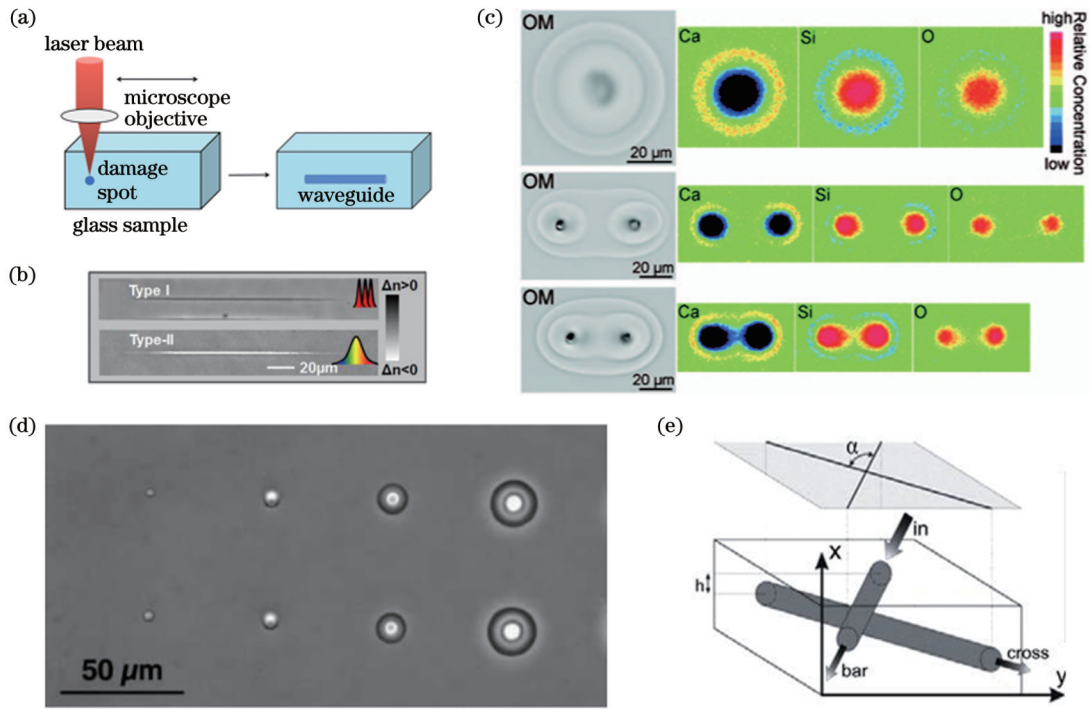 (a)
laser beam
microscope
objective
damage
spot
glass sample
waveguide
(b)
Type I
Type-II
20μm
Δn>0
Δn<0
(c)
OM
20 μm
Ca
Si
O
high
Relative Concentration
low
OM
20 μm
Ca
Si
O
OM
20 μm
Ca
Si
O
(d)
50 μm
(e)
α
in
x
h
bar
cross
y